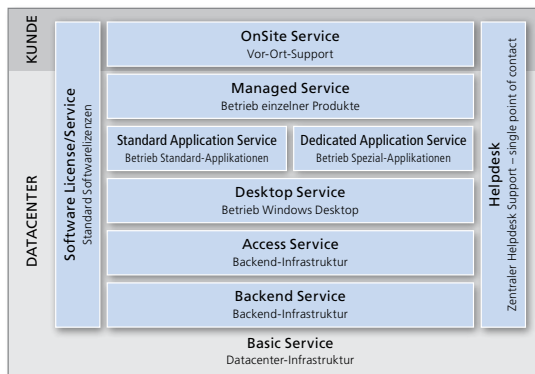 KUNDE
DATACENTER
Software License/Service
Standard Softwarelizenzen
OnSite Service
Vor-Ort-Support
Managed Service
Betrieb einzelner Produkte
Standard Application Service
Betrieb Standard-Applikationen
Dedicated Application Service
Betrieb Spezial-Applikationen
Desktop Service
Betrieb Windows Desktop
Access Service
Backend-Infrastruktur
Backend Service
Backend-Infrastruktur
Basic Service
Datacenter-Infrastruktur
Helpdesk
Zentraler Helpdesk Support – single point of contact